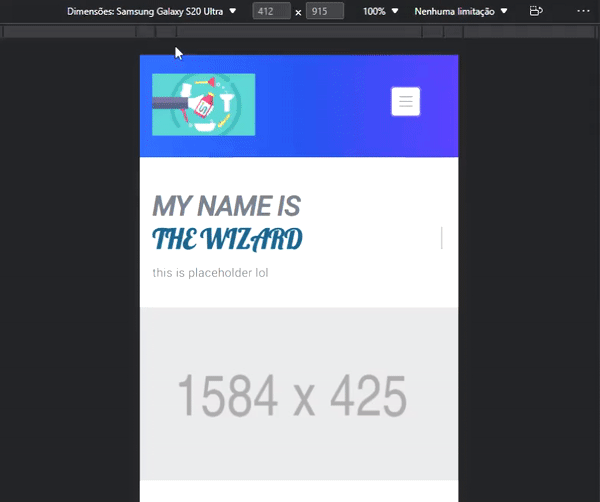 Dimensões: Samsung Galaxy S20 Ultra 412 x 915 100% Nenhuma limitação
MY NAME IS
THE WIZARD
this is placeholder lol
1584 x 425